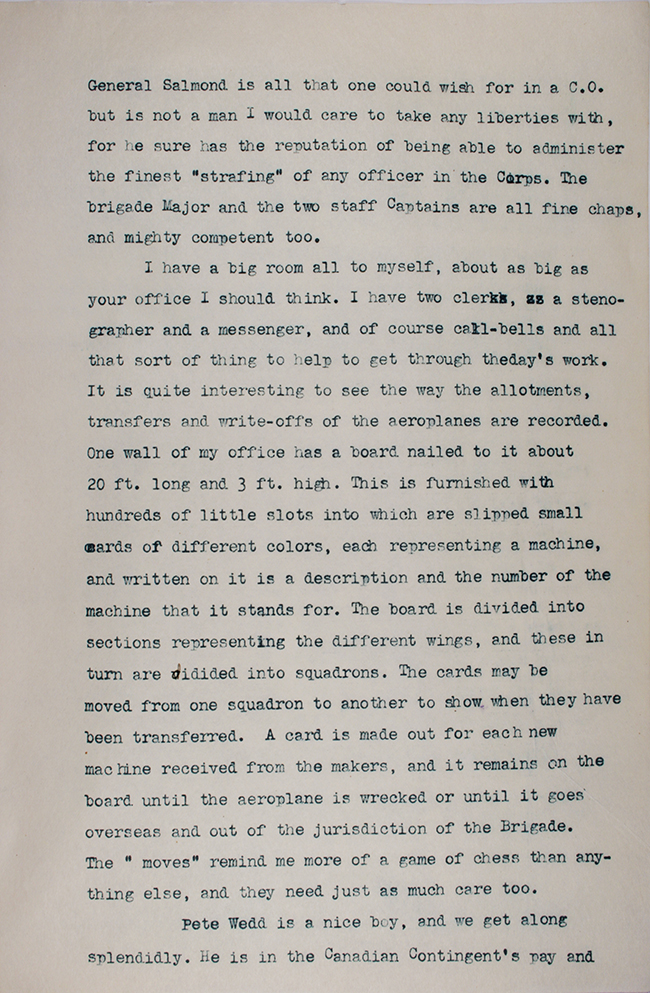 General Salmond is all that one could wish for in a C.O.
but is not a man I would care to take any liberties with,
for he sure has the reputation of being able to administer
the finest "strafing" of any officer in the Corps. The
brigade Major and the two staff Captains are all fine chaps,
and mighty competent too.
I have a big room all to myself, about as big as
your office I should think. I have two clerks, as a steno-
grapher and a messenger, and of course call-bells and all
that sort of thing to help to get through theday's work.
It is quite interesting to see the way the allotments,
transfers and write-offs of the aeroplanes are recorded.
One wall of my office has a board nailed to it about
20 ft. long and 3 ft. high. This is furnished with
hundreds of little slots into which are slipped small
cards of different colors, each representing a machine,
and written on it is a description and the number of the
machine that it stands for. The board is divided into
sections representing the different wings, and these in
turn are didided into squadrons. The cards may be
moved from one squadron to another to show when they have
been transferred. A card is made out for each new
machine received from the makers, and it remains on the
board until the aeroplane is wrecked or until it goes
overseas and out of the jurisdiction of the Brigade.
The " moves" remind me more of a game of chess than any-
thing else, and they need just as much care too.
Pete Wedd is a nice boy, and we get along
splendidly. He is in the Canadian Contingent's pay and